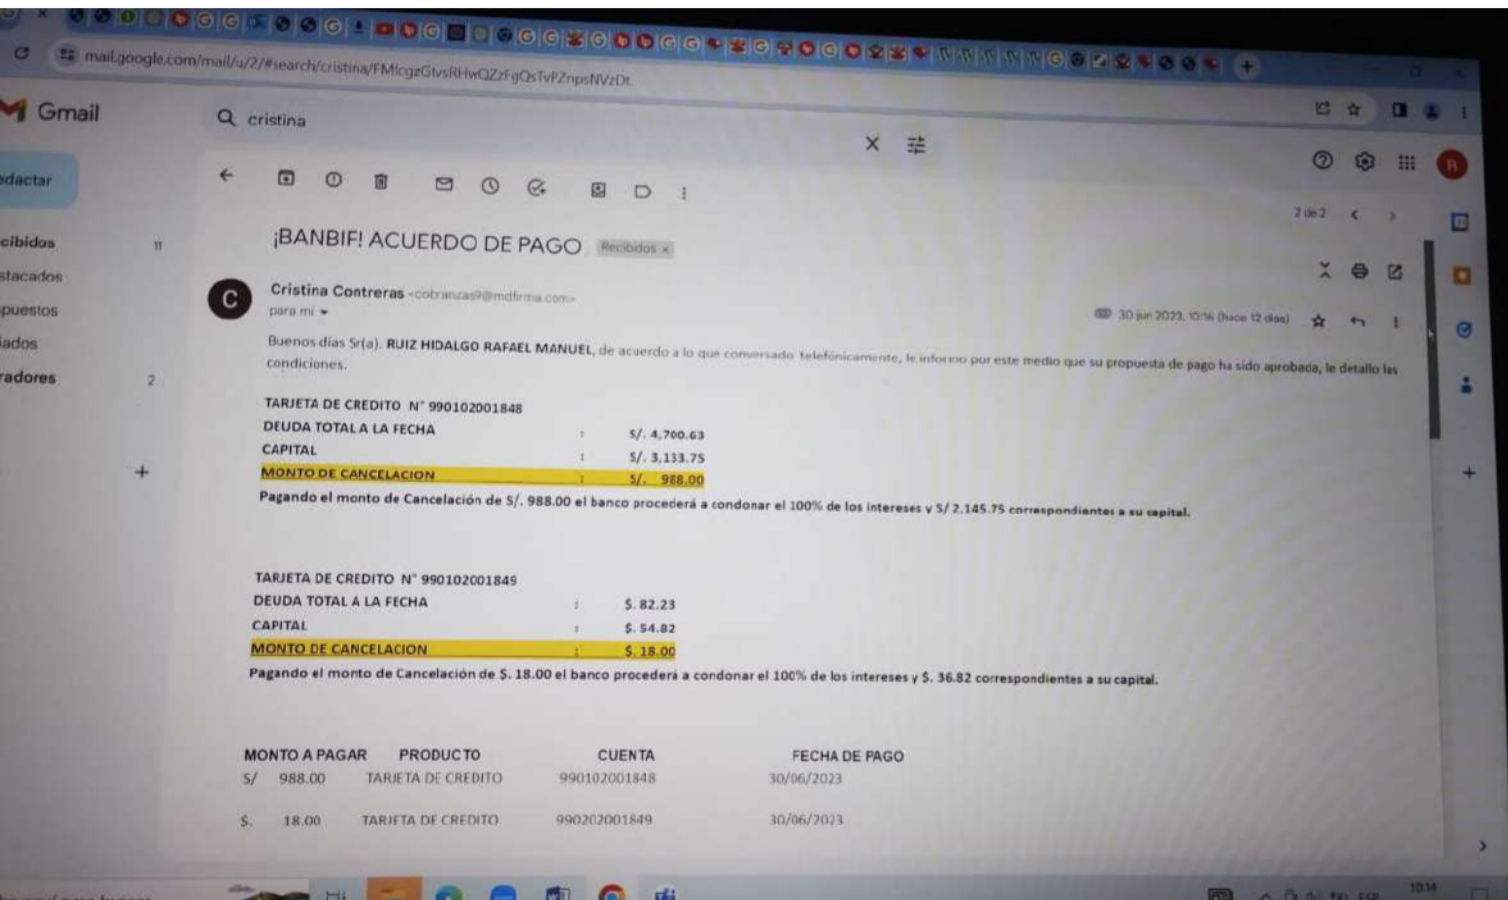 mail.google.com/mail/u/2/#search/cristina/FMfcgzGtvsRHwQZzFgQsTvPZnpsNVzDt
Gmail
cristina
edactar
2 de 2
cibidos 11
stacados
spuestos
iados
radores 2
¡BANBIF! ACUERDO DE PAGO Recibidos ×
C
Cristina Contreras <cobranzas9@mdfirma.com>
para mí
30 jun 2023, 10:16 (hace 12 días)
Buenos días Sr(a). RUIZ HIDALGO RAFAEL MANUEL, de acuerdo a lo que conversado telefónicamente, le informo por este medio que su propuesta de pago ha sido aprobada, le detallo las
condiciones.
TARJETA DE CREDITO N° 990102001848
DEUDA TOTAL A LA FECHA : S/. 4,700.63
CAPITAL : S/. 3,133.75
MONTO DE CANCELACION : S/. 988.00
Pagando el monto de Cancelación de S/. 988.00 el banco procederá a condonar el 100% de los intereses y S/ 2.145.75 correspondientes a su capital.
TARJETA DE CREDITO N° 990102001849
DEUDA TOTAL A LA FECHA : $. 82.23
CAPITAL : $. 54.82
MONTO DE CANCELACION : $. 18.00
Pagando el monto de Cancelación de $. 18.00 el banco procederá a condonar el 100% de los intereses y $. 36.82 correspondientes a su capital.
MONTO A PAGAR PRODUCTO CUENTA FECHA DE PAGO
S/ 988.00 TARJETA DE CREDITO 990102001848 30/06/2023
$. 18.00 TARJETA DE CREDITO 990202001849 30/06/2023
10:14